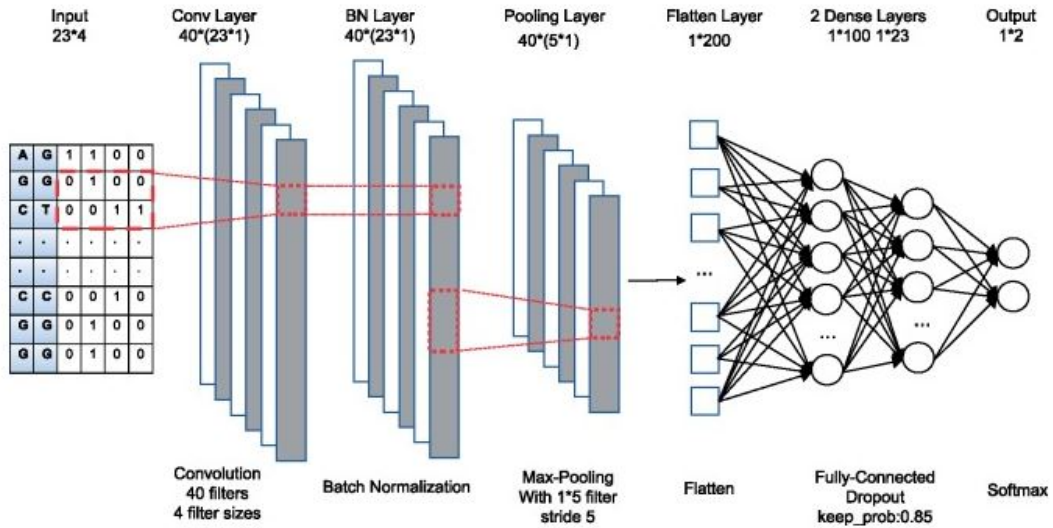 Input
23*4
Conv Layer
40*(23*1)
BN Layer
40*(23*1)
Pooling Layer
40*(5*1)
Flatten Layer
1*200
2 Dense Layers
1*100 1*23
Output
1*2
A G 1 1 0 0
G G 0 1 0 0
C T 0 0 1 1
. . . . . .
. . . . . .
C C 0 0 1 0
G G 0 1 0 0
G G 0 1 0 0
...
...
...
Convolution
40 filters
4 filter sizes
Batch Normalization
Max-Pooling
With 1*5 filter
stride 5
Flatten
Fully-Connected
Dropout
keep_prob:0.85
Softmax